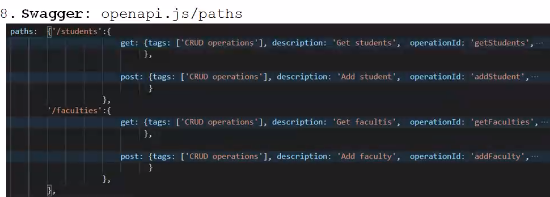 8. Swagger: openapi.js/paths
paths: {'/students':{
get: {tags: ['CRUD operations'], description: 'Get students', operationId: 'getStudents',...
},
post: {tags: ['CRUD operations'], description: 'Add student', operationId: 'addStudent',...
}
},
'/faculties':{
get: {tags: ['CRUD operations'], description: 'Get facultis', operationId: 'getFaculties',...
},
post: {tags: ['CRUD operations'], description: 'Add faculty', operationId: 'addFaculty',...
}
},
},